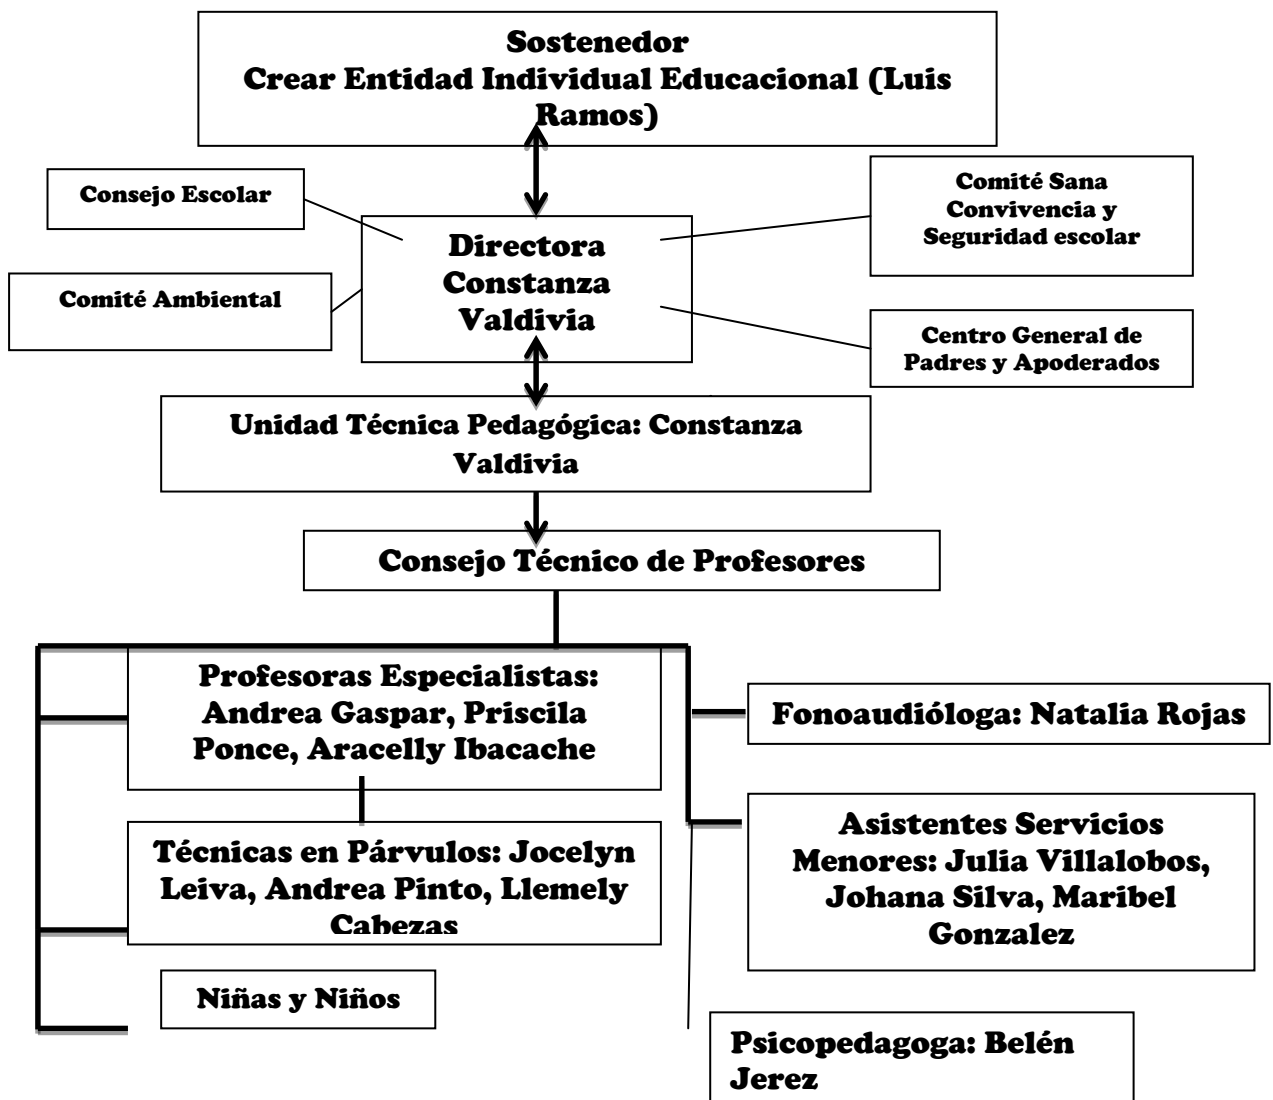 Sostenedor
Crear Entidad Individual Educacional (Luis
Ramos)
Consejo Escolar
Comité Sana
Convivencia y
Seguridad escolar
Directora
Constanza
Valdivia
Comité Ambiental
Centro General de
Padres y Apoderados
Unidad Técnica Pedagógica: Constanza
Valdivia
Consejo Técnico de Profesores
Profesoras Especialistas:
Andrea Gaspar, Priscila
Ponce, Aracelly Ibacache
Fonoaudióloga: Natalia Rojas
Técnicas en Párvulos: Jocelyn
Leiva, Andrea Pinto, Llemely
Cabezas
Asistentes Servicios
Menores: Julia Villalobos,
Johana Silva, Maribel
Gonzalez
Niñas y Niños
Psicopedagoga: Belén
Jerez